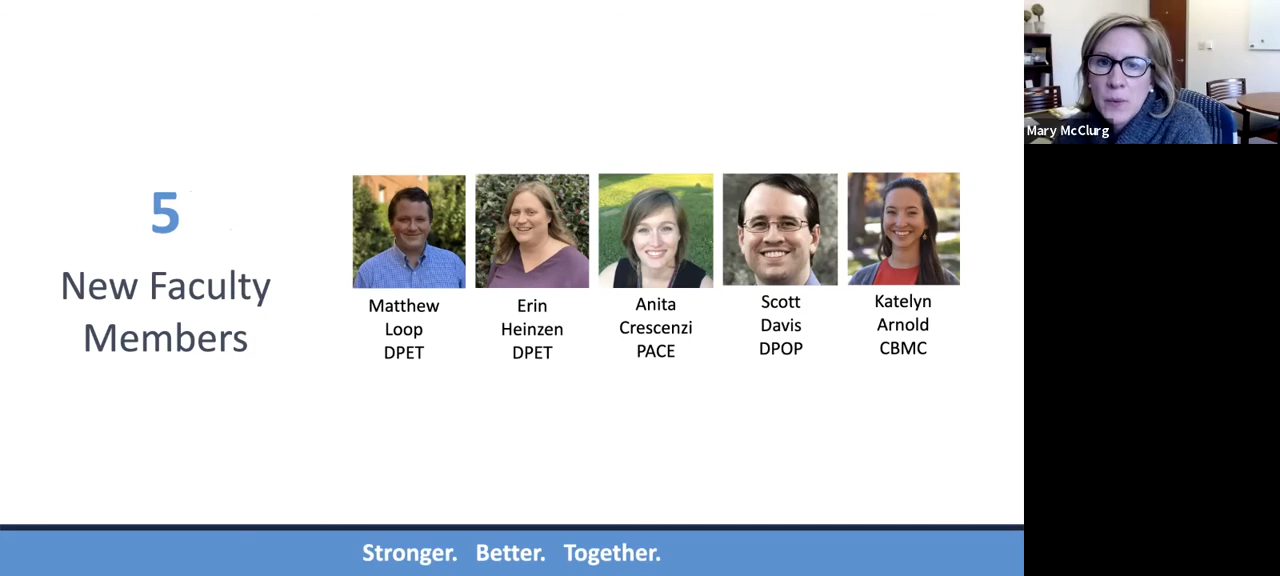 5
New Faculty
Members
Matthew
Loop
DPET
Erin
Heinzen
DPET
Anita
Crescenzi
PACE
Scott
Davis
DPOP
Katelyn
Arnold
CBMC
Stronger. Better. Together.
Mary McClurg